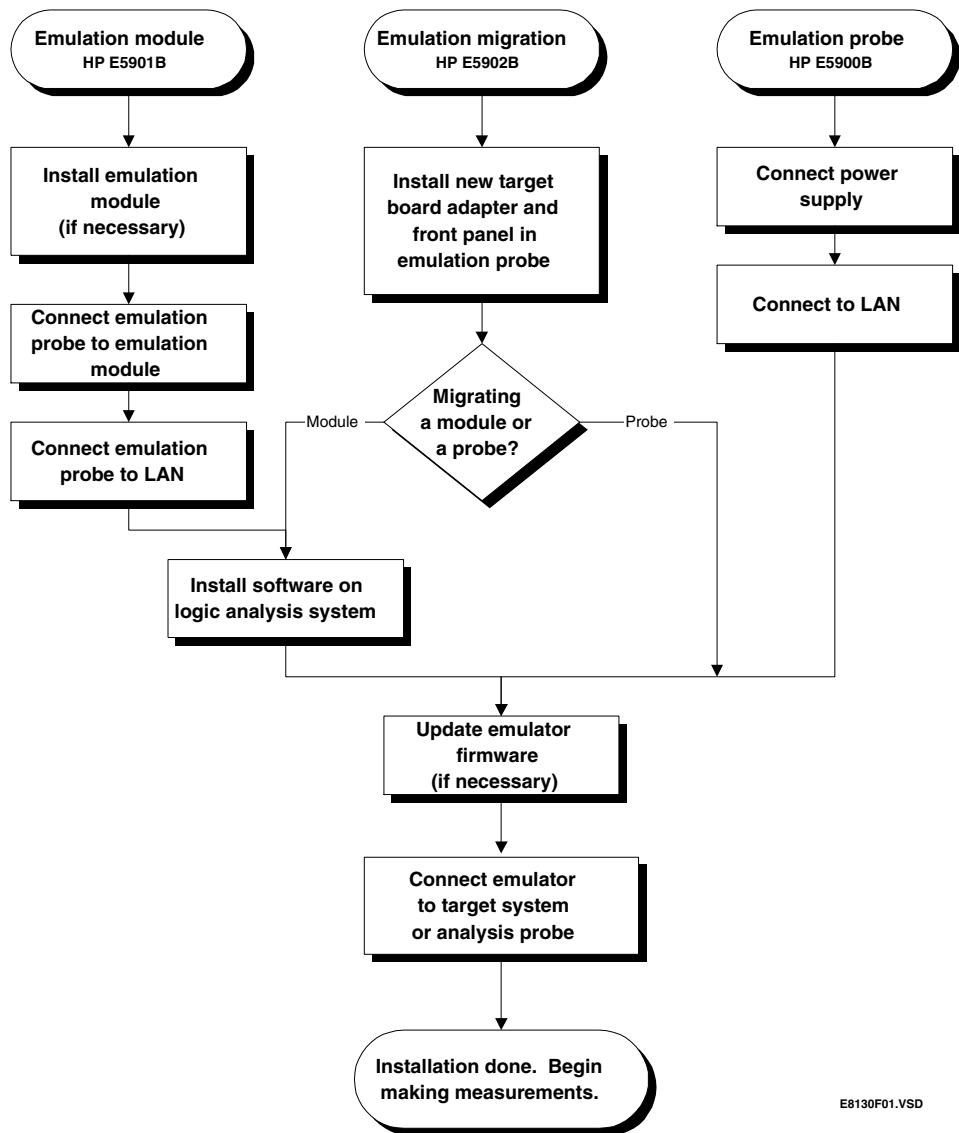 Emulation module
HP E5901B
Emulation migration
HP E5902B
Emulation probe
HP E5900B
Install emulation
module
(if necessary)
Install new target
board adapter and
front panel in
emulation probe
Connect power
supply
Connect emulation
probe to emulation
module
Connect to LAN
Connect emulation
probe to LAN
Migrating
a module or
a probe?
Module
Probe
Install software on
logic analysis system
Update emulator
firmware
(if necessary)
Connect emulator
to target system
or analysis probe
Installation done. Begin
making measurements.
E8130F01.VSD